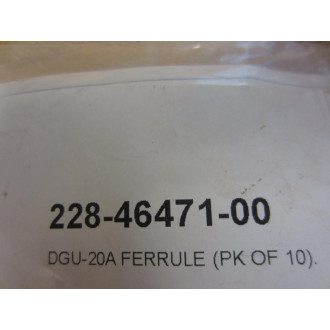 228-46471-00
DGU-20A FERRULE (PK OF 10).